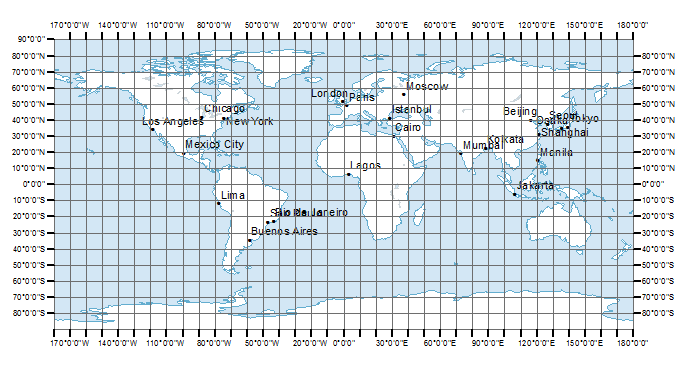 170°0'0"W 140°0'0"W 110°0'0"W 80°0'0"W 50°0'0"W 20°0'0"W 0°0'0" 30°0'0"E 60°0'0"E 90°0'0"E 120°0'0"E 150°0'0"E 180°0'0"
90°0'0"N
80°0'0"N 80°0'0"N
70°0'0"N 70°0'0"N
60°0'0"N Moscow 60°0'0"N
London
50°0'0"N Paris 50°0'0"N
Chicago Istanbul Beijing Seoul
40°0'0"N 40°0'0"N
Los Angeles New York Cairo Osaka Tokyo
30°0'0"N Shanghai 30°0'0"N
Mexico City Mumbai Kolkata
20°0'0"N Manila 20°0'0"N
10°0'0"N Lagos 10°0'0"N
0°0'0" Jakarta 0°0'0"
10°0'0"S Lima 10°0'0"S
20°0'0"S Sao Paulo Rio de Janeiro 20°0'0"S
30°0'0"S Buenos Aires 30°0'0"S
40°0'0"S 40°0'0"S
50°0'0"S 50°0'0"S
60°0'0"S 60°0'0"S
70°0'0"S 70°0'0"S
80°0'0"S 80°0'0"S
170°0'0"W 140°0'0"W 110°0'0"W 80°0'0"W 50°0'0"W 20°0'0"W 0°0'0" 30°0'0"E 60°0'0"E 90°0'0"E 120°0'0"E 150°0'0"E 180°0'0"